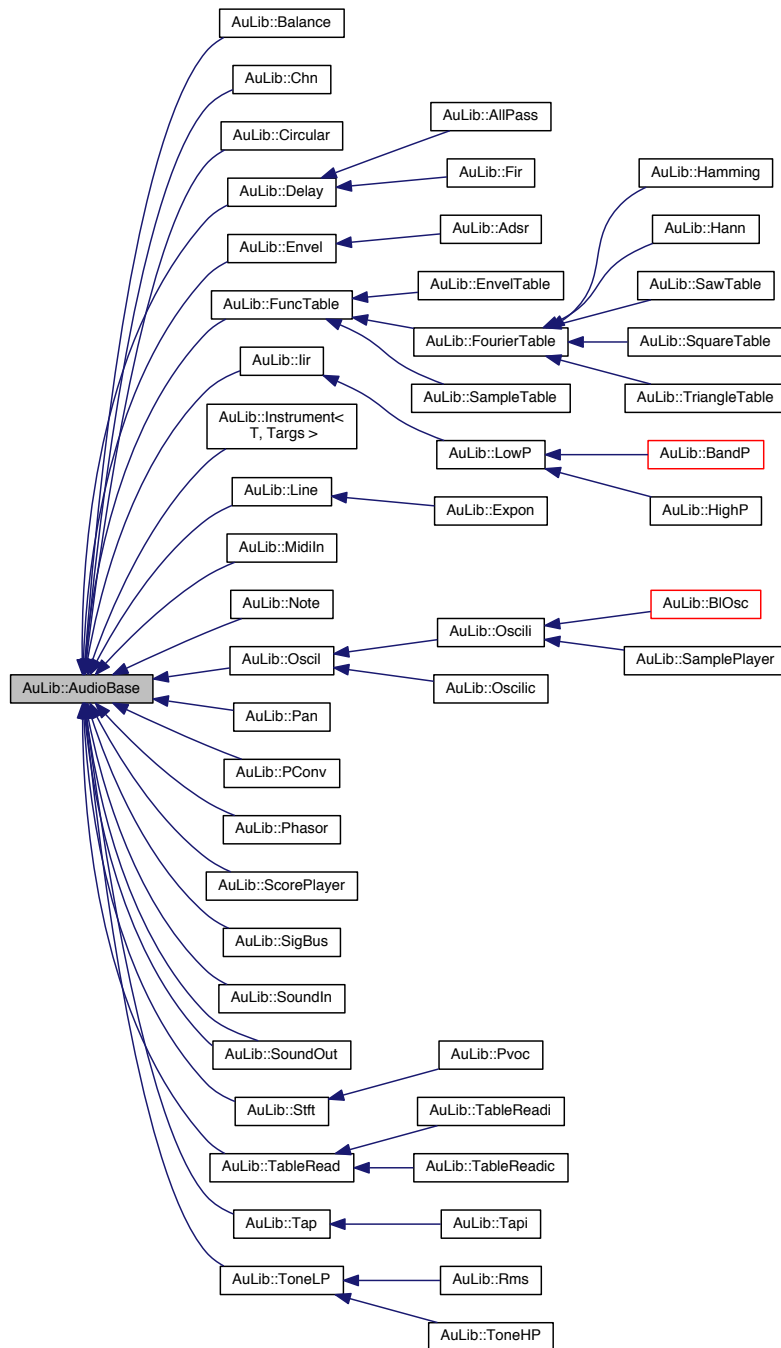 AuLib::Balance
AuLib::Chn
AuLib::Circular
AuLib::AllPass
AuLib::Delay
AuLib::Fir
AuLib::Hamming
AuLib::Hann
AuLib::Envel
AuLib::Adsr
AuLib::EnvelTable
AuLib::SawTable
AuLib::FuncTable
AuLib::FourierTable
AuLib::SquareTable
AuLib::Iir
AuLib::SampleTable
AuLib::TriangleTable
AuLib::Instrument<
T, Targs >
AuLib::LowP
AuLib::BandP
AuLib::Line
AuLib::Expon
AuLib::HighP
AuLib::MidiIn
AuLib::Note
AuLib::BlOsc
AuLib::Oscili
AuLib::Oscil
AuLib::SamplePlayer
AuLib::AudioBase
AuLib::Oscilic
AuLib::Pan
AuLib::PConv
AuLib::Phasor
AuLib::ScorePlayer
AuLib::SigBus
AuLib::SoundIn
AuLib::SoundOut
AuLib::Pvoc
AuLib::Stft
AuLib::TableReadi
AuLib::TableRead
AuLib::TableReadic
AuLib::Tap
AuLib::Tapi
AuLib::ToneLP
AuLib::Rms
AuLib::ToneHP